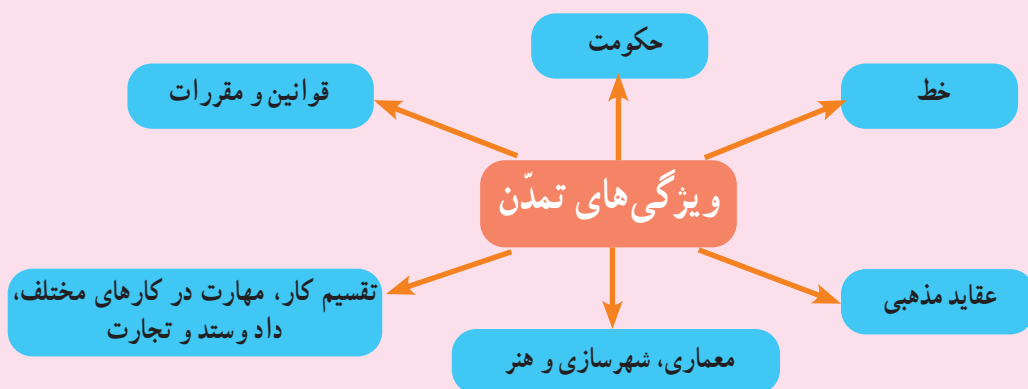 حکومت
خط
قوانین و مقررات
ویژگی‌های تمدّن
عقاید مذهبی
تقسیم کار، مهارت در کارهای مختلف،
داد و ستد و تجارت
معماری، شهرسازی و هنر